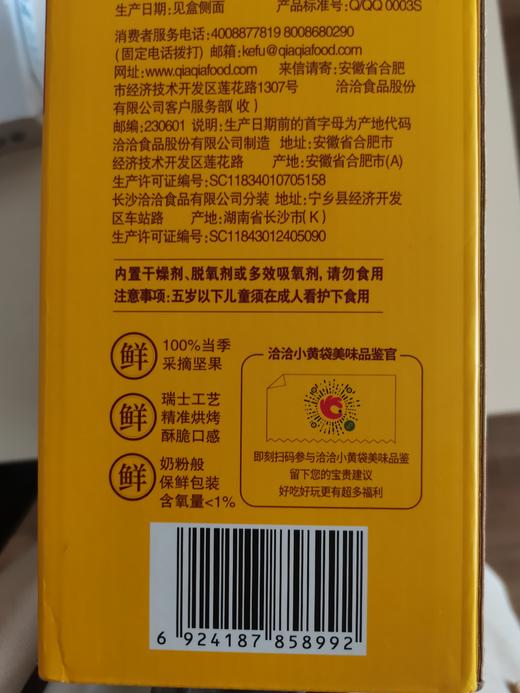 生产日期：见盒侧面 产品标准号：Q/QQ 0003S
消费者服务电话：4008877819 8008680290
(固定电话拨打) 邮箱：kefu@qiaqiafood.com
网址：www.qiaqiafood.com 来信请寄：安徽省合肥
市经济技术开发区莲花路1307号 洽洽食品股份
有限公司客户服务部(收)
邮编：230601 说明：生产日期前的首字母为产地代码
洽洽食品股份有限公司制造 地址：安徽省合肥市
经济技术开发区莲花路 产地：安徽省合肥市(A)
生产许可证编号：SC11834010705158
长沙洽洽食品有限公司分装 地址：宁乡县经济开发
区车站路 产地：湖南省长沙市(K)
生产许可证编号：SC11843012405090
内置干燥剂、脱氧剂或多效吸氧剂，请勿食用
注意事项：五岁以下儿童须在成人看护下食用
鲜
100%当季
采摘坚果
鲜
瑞士工艺
精准烘烤
酥脆口感
鲜
奶粉般
保鲜包装
含氧量<1%
洽洽小黄袋美味品鉴官
即刻扫码参与洽洽小黄袋美味品鉴
留下您的宝贵建议
好吃好玩更有超多福利
6 924187 858992